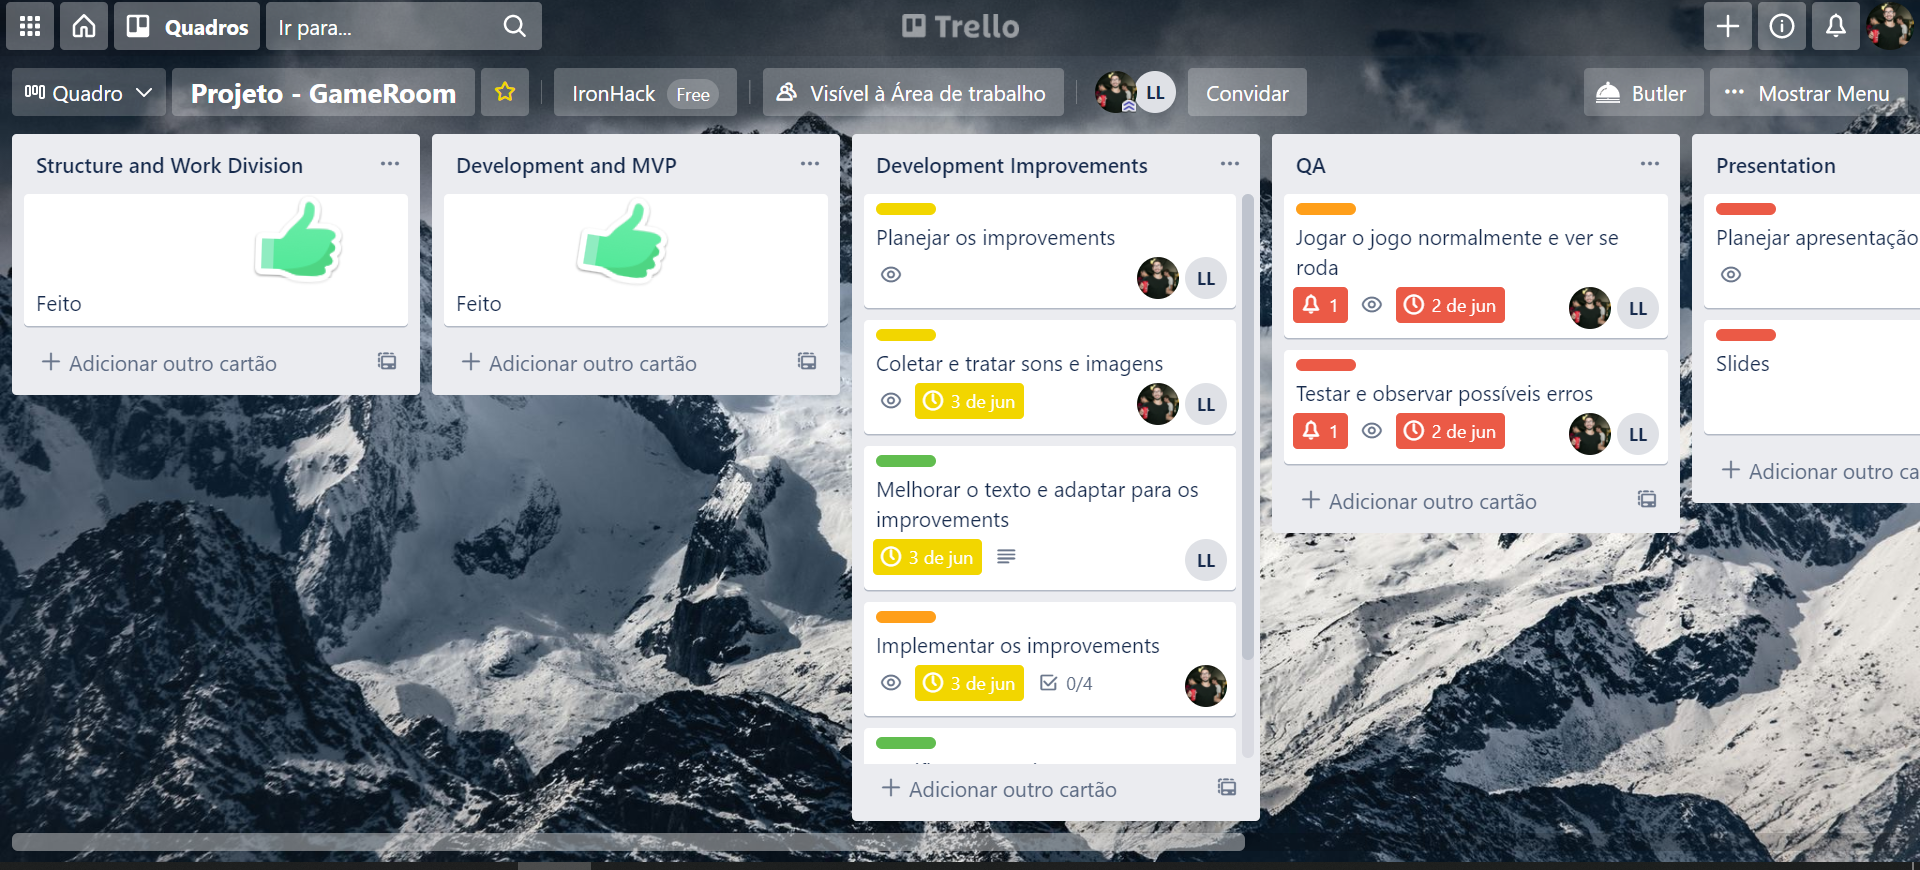 Quadros
Ir para...
Trello
Quadro
Projeto - GameRoom
IronHack Free
Visível à Área de trabalho
LL
Convidar
Butler
Mostrar Menu
Structure and Work Division
Feito
Adicionar outro cartão
Development and MVP
Feito
Adicionar outro cartão
Development Improvements
Planejar os improvements
LL
Coletar e tratar sons e imagens
3 de jun
LL
Melhorar o texto e adaptar para os
improvements
3 de jun
LL
Implementar os improvements
3 de jun
0/4
Adicionar outro cartão
QA
Jogar o jogo normalmente e ver se
roda
1
2 de jun
LL
Testar e observar possíveis erros
1
2 de jun
LL
Adicionar outro cartão
Presentation
Planejar apresentação
Slides
Adicionar outro ca